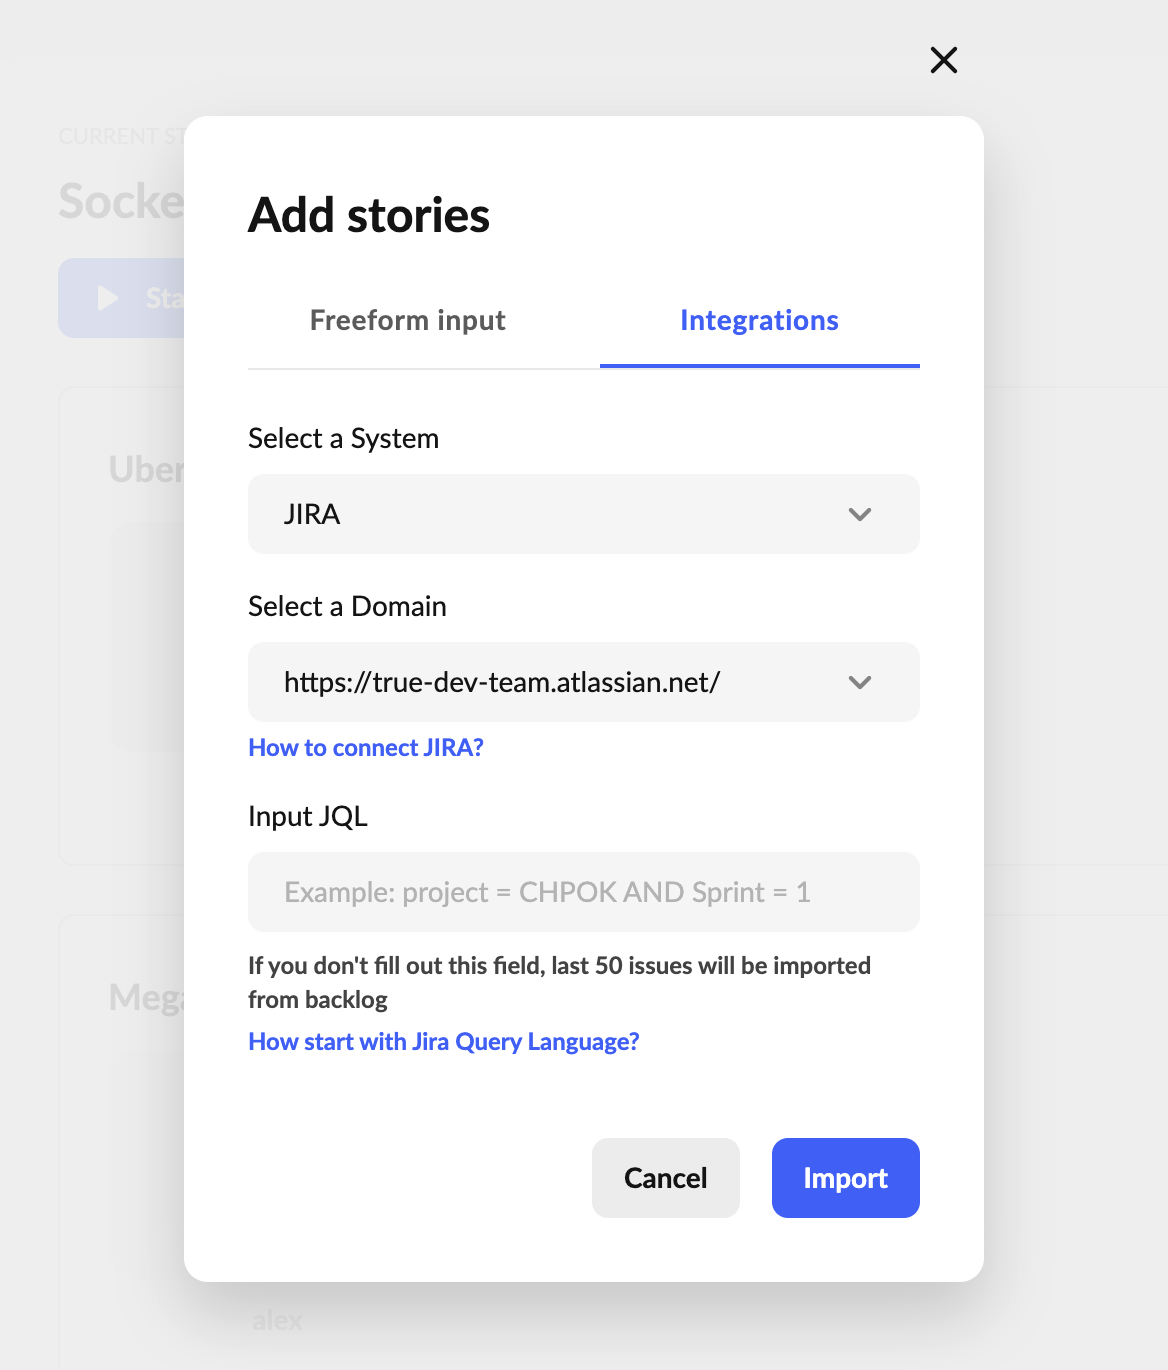 CURRENT ST
Socke
Sta
Add stories
Freeform input
Integrations
Select a System
JIRA
Uber
Select a Domain
https://true-dev-team.atlassian.net/
How to connect JIRA?
Input JQL
Example: project = CHPOK AND Sprint = 1
If you don't fill out this field, last 50 issues will be imported
from backlog
How start with Jira Query Language?
Mega
Cancel
Import
alex